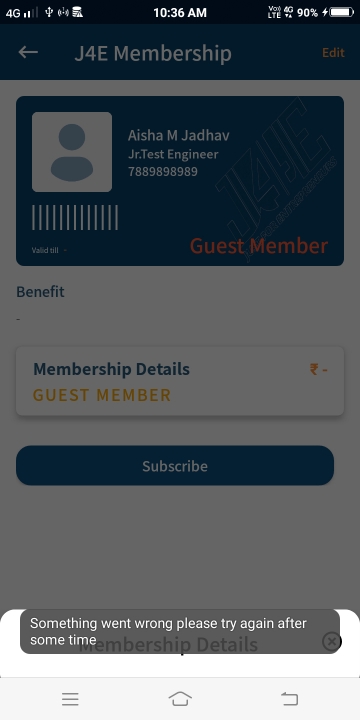 4G 10:36 AM Vo) LTE 4G 90%
J4E Membership Edit
J4E
Aisha M Jadhav
Jr.Test Engineer
7889898989
Valid till -
Guest Member
Benefit
-
Membership Details ₹ -
GUEST MEMBER
Subscribe
Something went wrong please try again after
some time
Membership Details